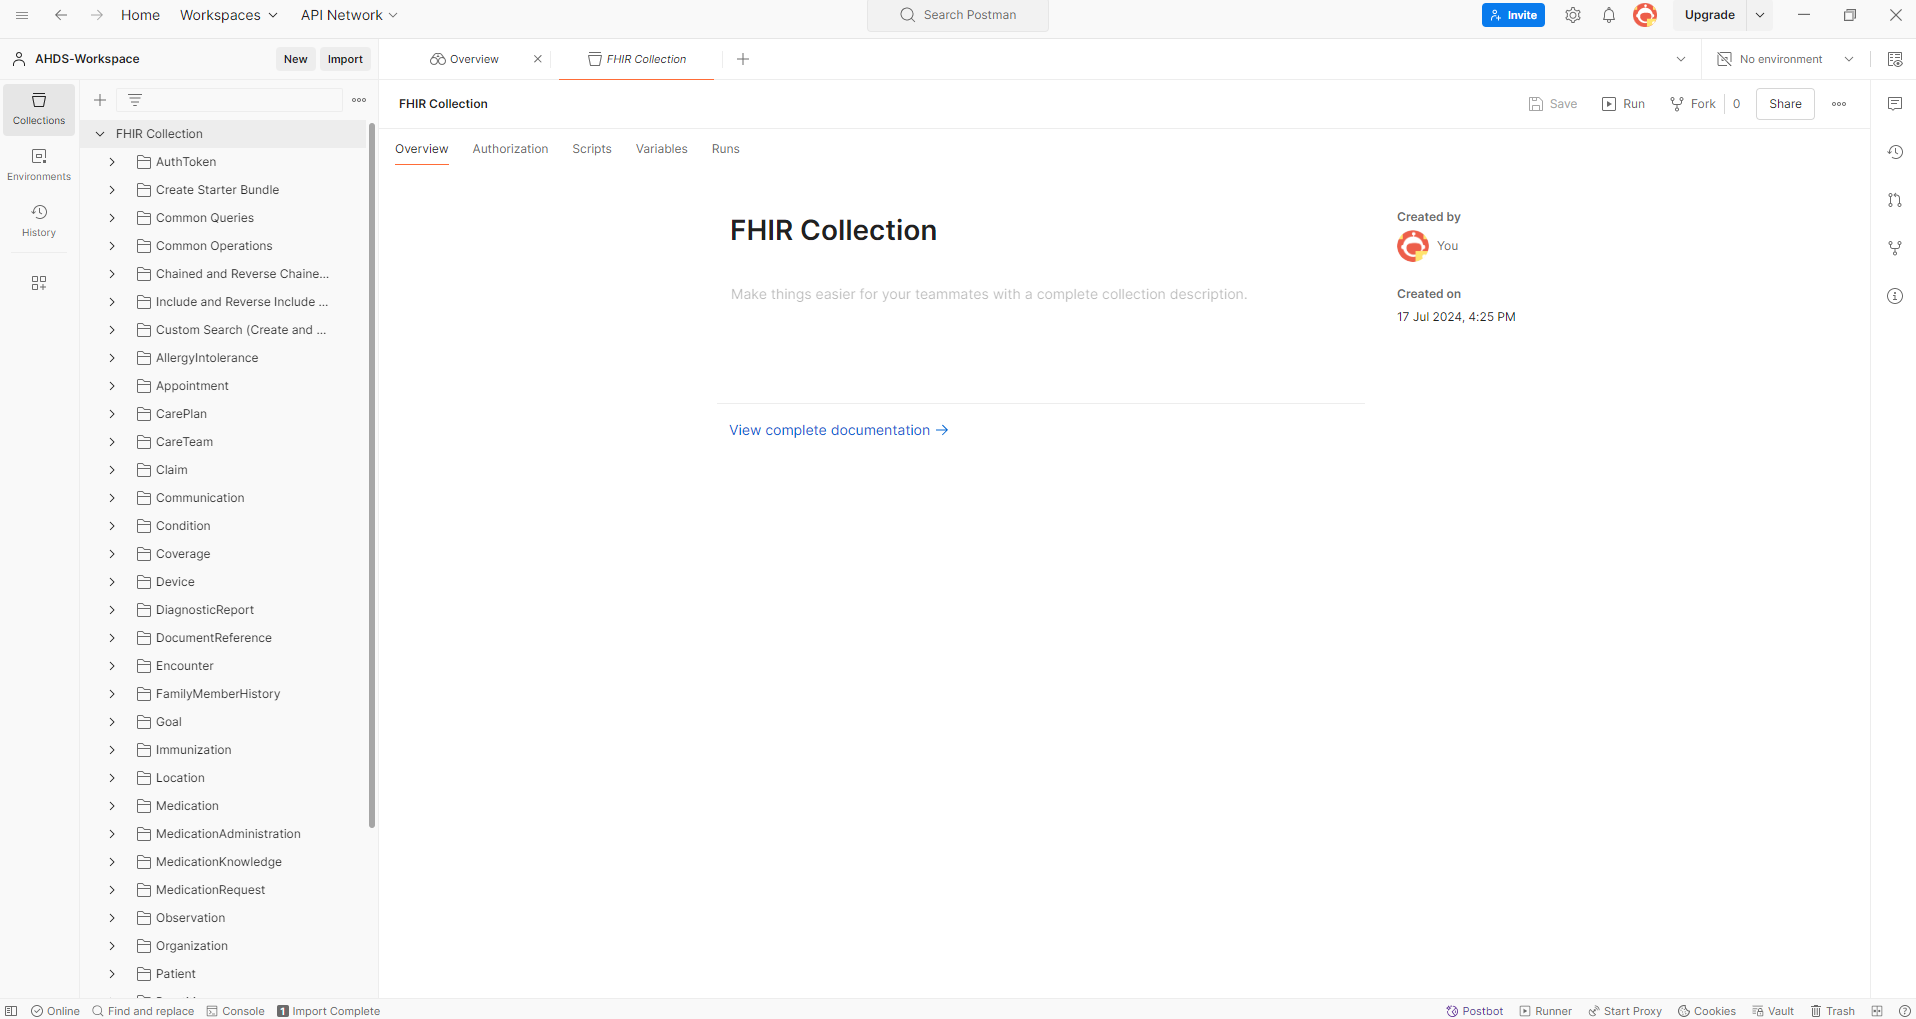 Home Workspaces API Network Search Postman Invite Upgrade
AHDS-Workspace New Import Overview FHIR Collection No environment
Collections
Environments
History
FHIR Collection
AuthToken
Create Starter Bundle
Common Queries
Common Operations
Chained and Reverse Chaine...
Include and Reverse Include ...
Custom Search (Create and ...
AllergyIntolerance
Appointment
CarePlan
CareTeam
Claim
Communication
Condition
Coverage
Device
DiagnosticReport
DocumentReference
Encounter
FamilyMemberHistory
Goal
Immunization
Location
Medication
MedicationAdministration
MedicationKnowledge
MedicationRequest
Observation
Organization
Patient
FHIR Collection Save Run Fork 0 Share
Overview Authorization Scripts Variables Runs
FHIR Collection
Make things easier for your teammates with a complete collection description.
View complete documentation →
Created by
You
Created on
17 Jul 2024, 4:25 PM
Online Find and replace Console 1 Import Complete Postbot Runner Start Proxy Cookies Vault Trash